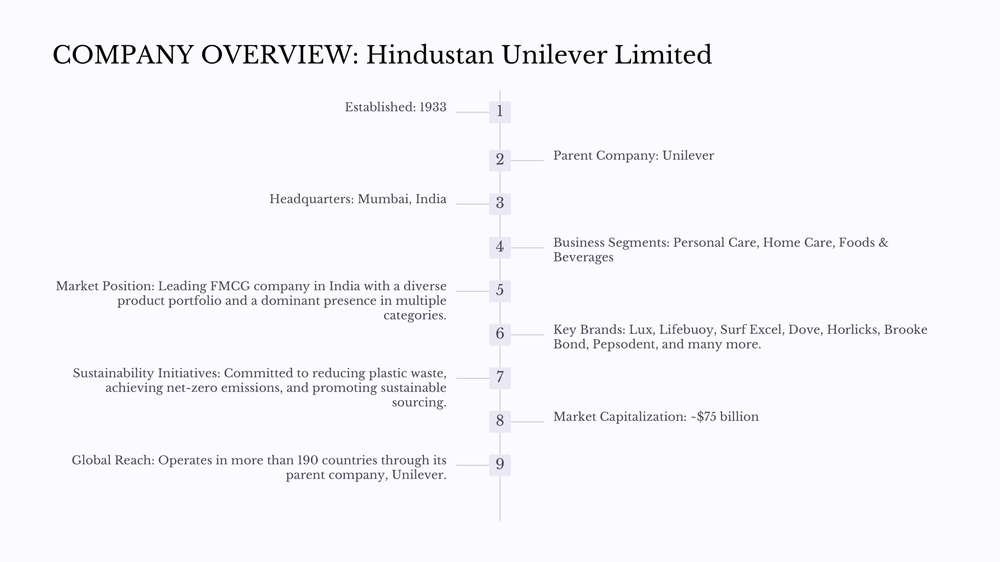 COMPANY OVERVIEW: Hindustan Unilever Limited
Established: 1933
1
2
Parent Company: Unilever
Headquarters: Mumbai, India
3
4
Business Segments: Personal Care, Home Care, Foods &
Beverages
Market Position: Leading FMCG company in India with a diverse
product portfolio and a dominant presence in multiple
categories.
5
6
Key Brands: Lux, Lifebuoy, Surf Excel, Dove, Horlicks, Brooke
Bond, Pepsodent, and many more.
Sustainability Initiatives: Committed to reducing plastic waste,
achieving net-zero emissions, and promoting sustainable
sourcing.
7
8
Market Capitalization: ~$75 billion
Global Reach: Operates in more than 190 countries through its
parent company, Unilever.
9